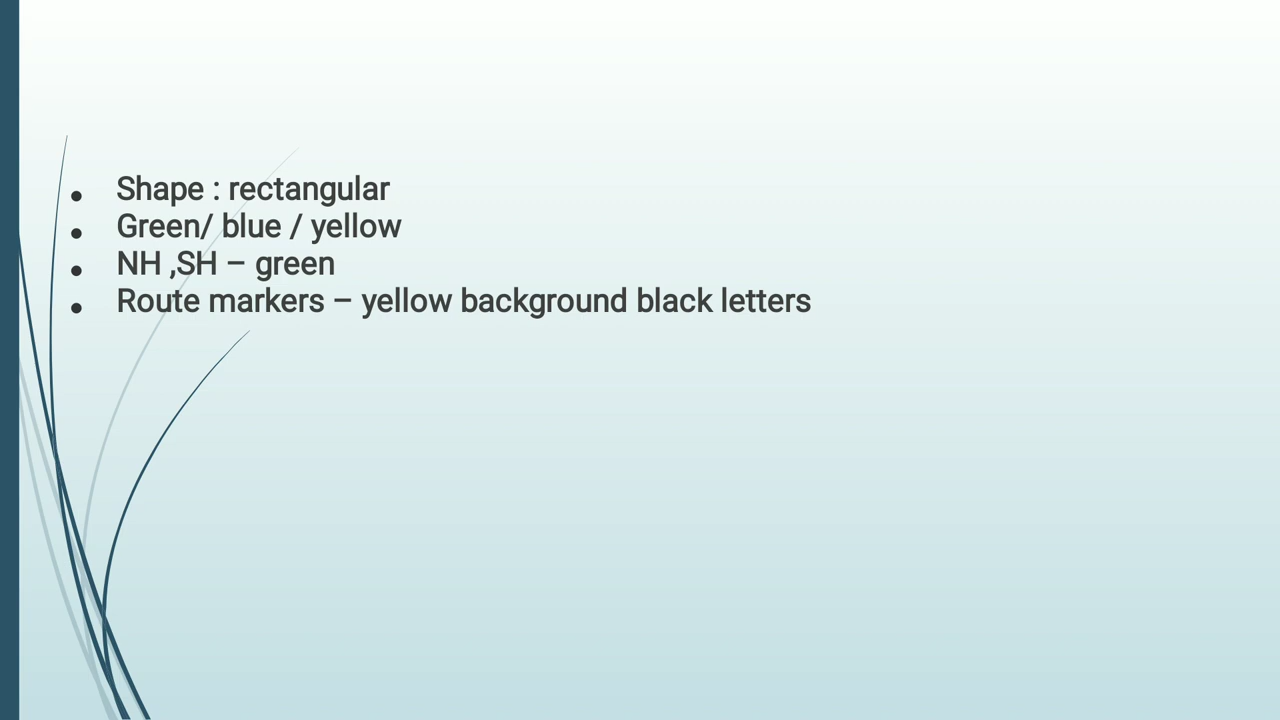 • Shape : rectangular
• Green/ blue / yellow
• NH ,SH – green
• Route markers – yellow background black letters